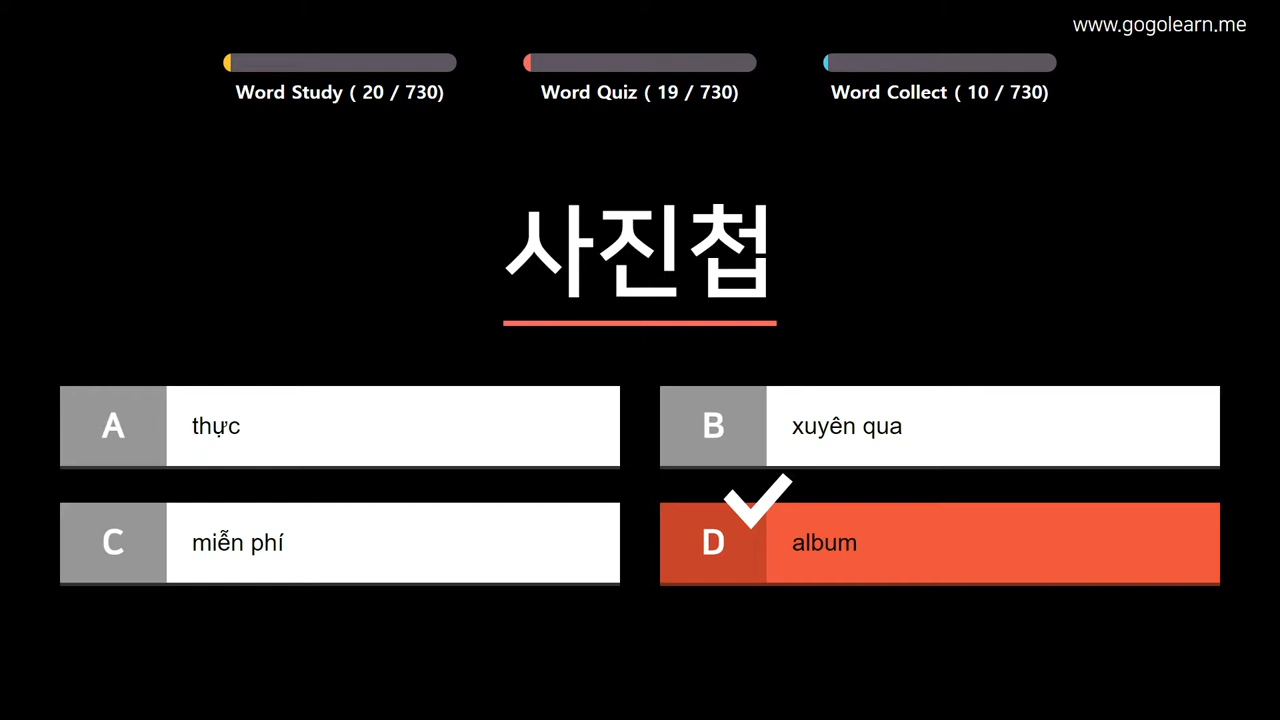 www.gogolearn.me
Word Study ( 20 / 730)
Word Quiz ( 19 / 730)
Word Collect ( 10 / 730)
사진첩
A thực
B xuyên qua
C miễn phí
D album